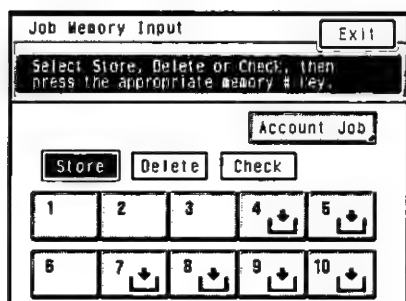 Job Memory Input
Exit
Select Store, Delete or Check, then
press the appropriate memory # key.
Account Job
Store Delete Check
1 2 3 4 5
6 7 8 9 10